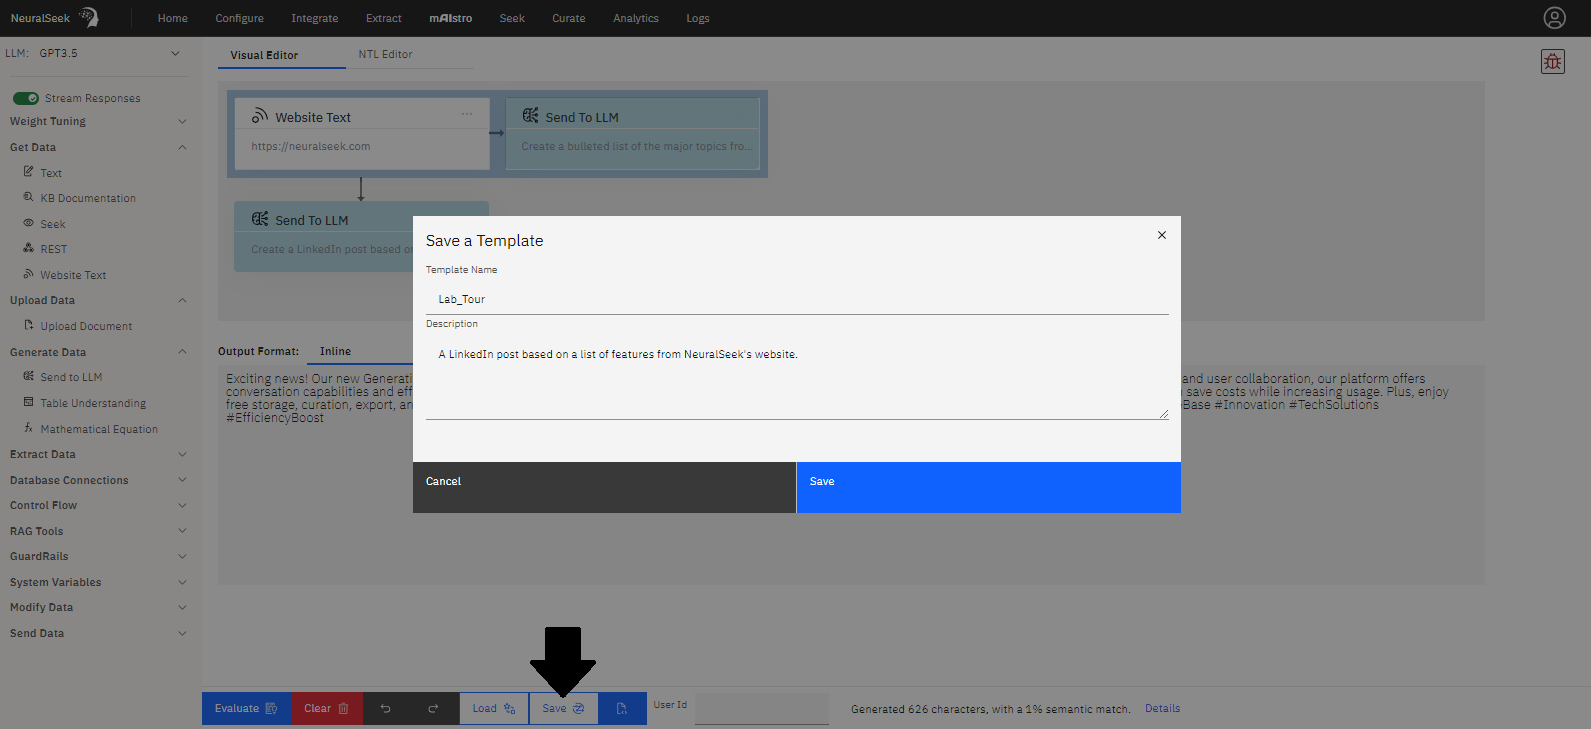 NeuralSeek
Home Configure Integrate Extract mAIstro Seek Curate Analytics Logs
LLM: GPT3.5
Stream Responses
Weight Tuning
Get Data
Text
KB Documentation
Seek
REST
Website Text
Upload Data
Upload Document
Generate Data
Send to LLM
Table Understanding
Mathematical Equation
Extract Data
Database Connections
Control Flow
RAG Tools
GuardRails
System Variables
Modify Data
Send Data
Visual Editor NTL Editor
Website Text ...
https://neuralseek.com
Send To LLM
Create a bulleted list of the major topics fro...
Send To LLM
Create a LinkedIn post based
Save a Template
Template Name
Lab_Tour
Description
A LinkedIn post based on a list of features from NeuralSeek's website.
Cancel Save
Output Format: Inline
Exciting news! Our new and user collaboration, our platform offers
conversation capabilities and save costs while increasing usage. Plus, enjoy
free storage, curation, export, #Innovation #TechSolutions
#EfficiencyBoost
Evaluate Clear Load Save User Id Generated 626 characters, with a 1% semantic match. Details